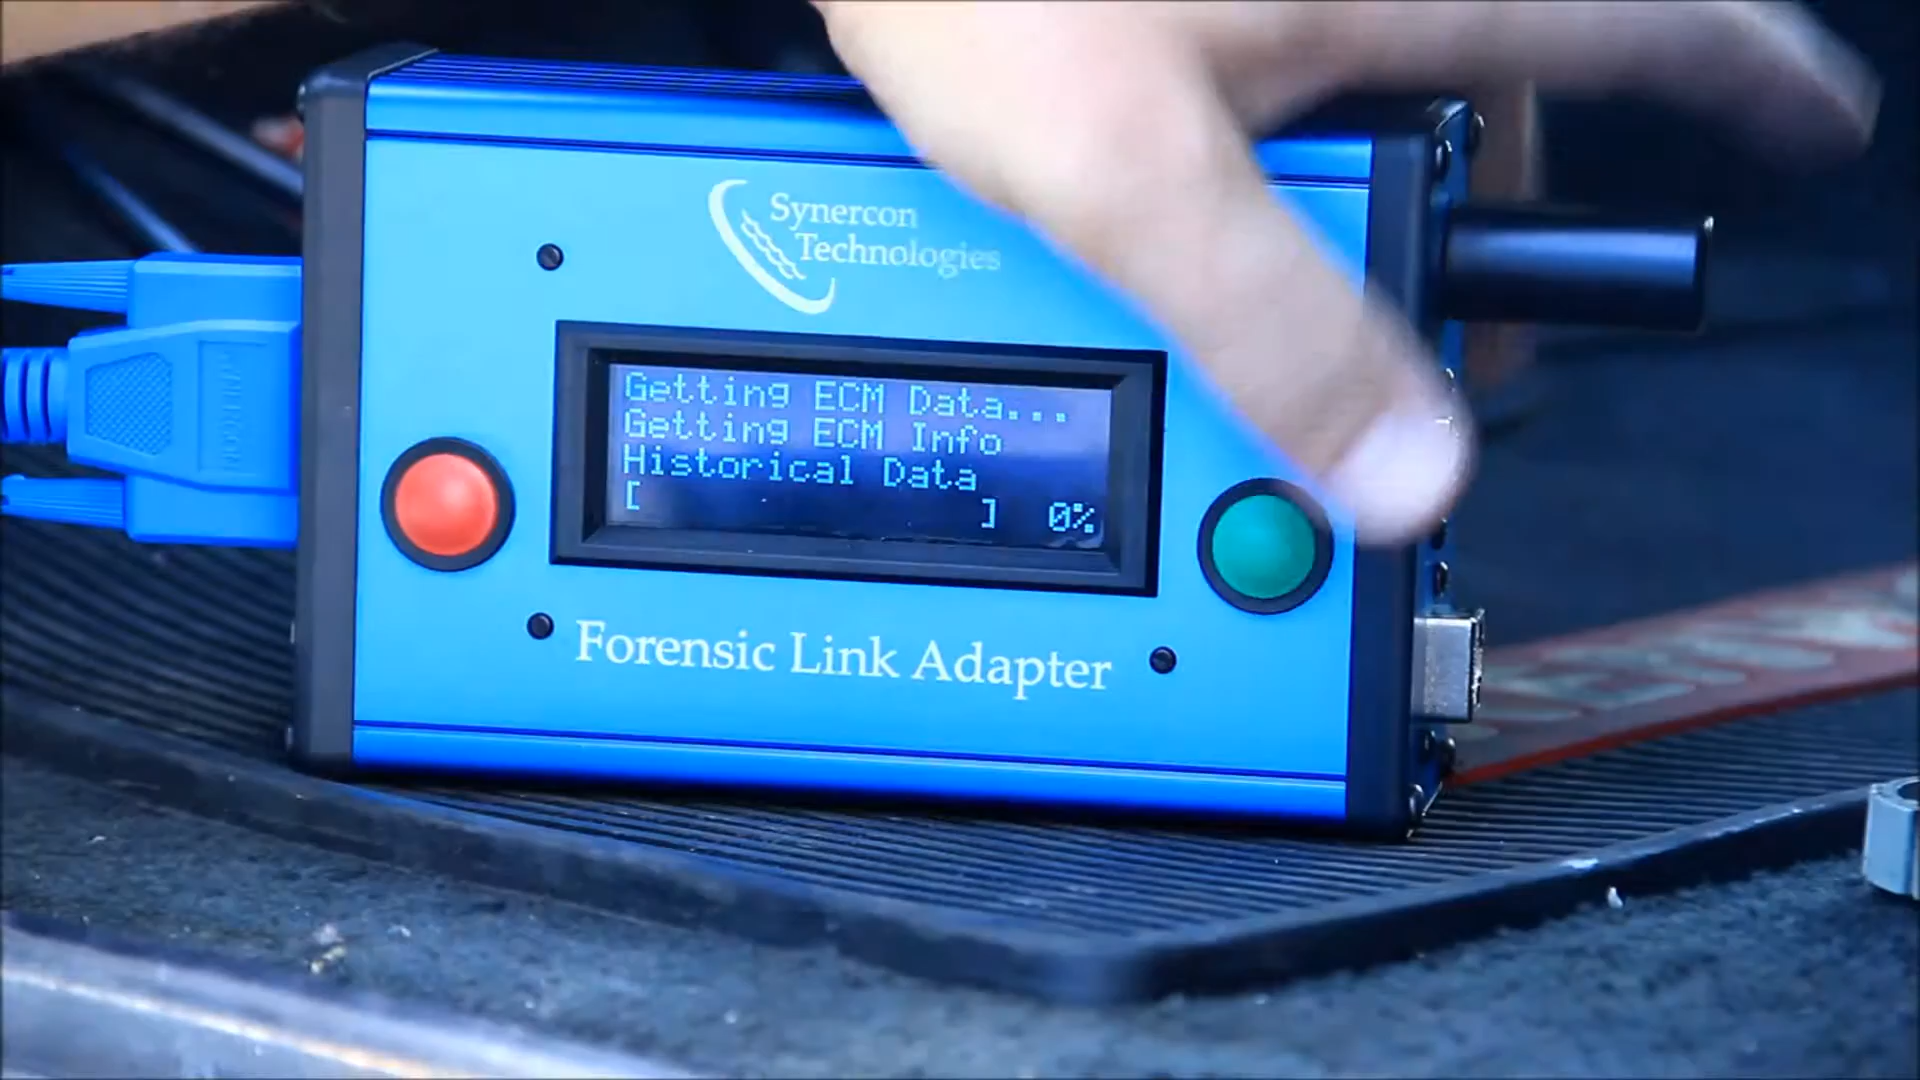 Synercon
Technologies
Getting ECM Data...
Getting ECM Info
Historical Data
[ ] 0%
Forensic Link Adapter